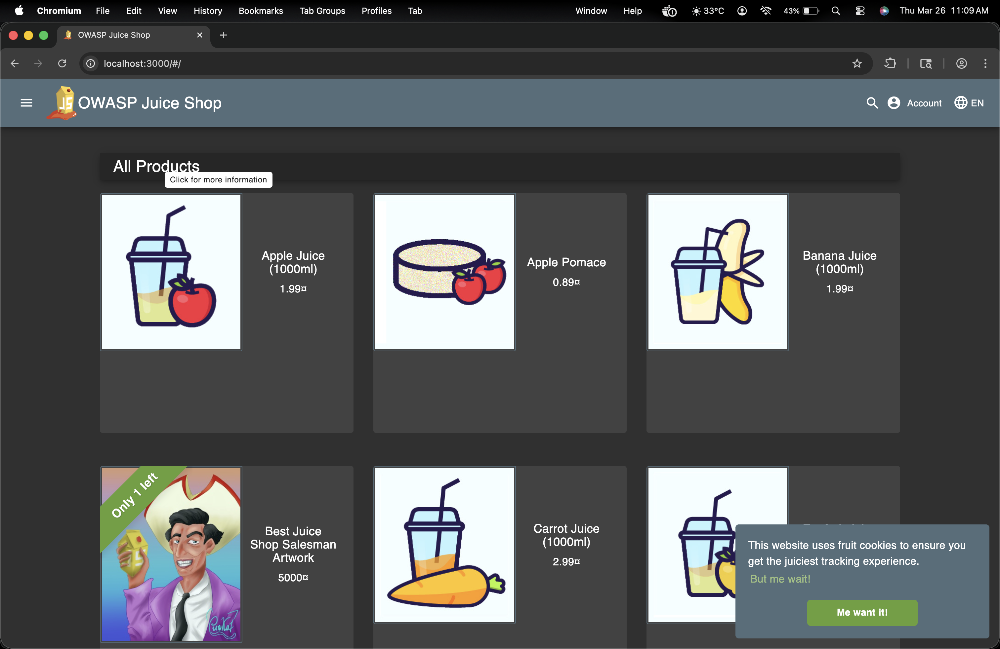 Chromium File Edit View History Bookmarks Tab Groups Profiles Tab Window Help 33°C 43% Thu Mar 26 11:09 AM
OWASP Juice Shop
localhost:3000/#/
OWASP Juice Shop
Account
EN
All Products
Click for more information
Apple Juice
(1000ml)
1.99¤
Apple Pomace
0.89¤
Banana Juice
(1000ml)
1.99¤
Only 1 left
Best Juice
Shop Salesman
Artwork
5000¤
Carrot Juice
(1000ml)
2.99¤
This website uses fruit cookies to ensure you
get the juiciest tracking experience.
But me wait!
Me want it!